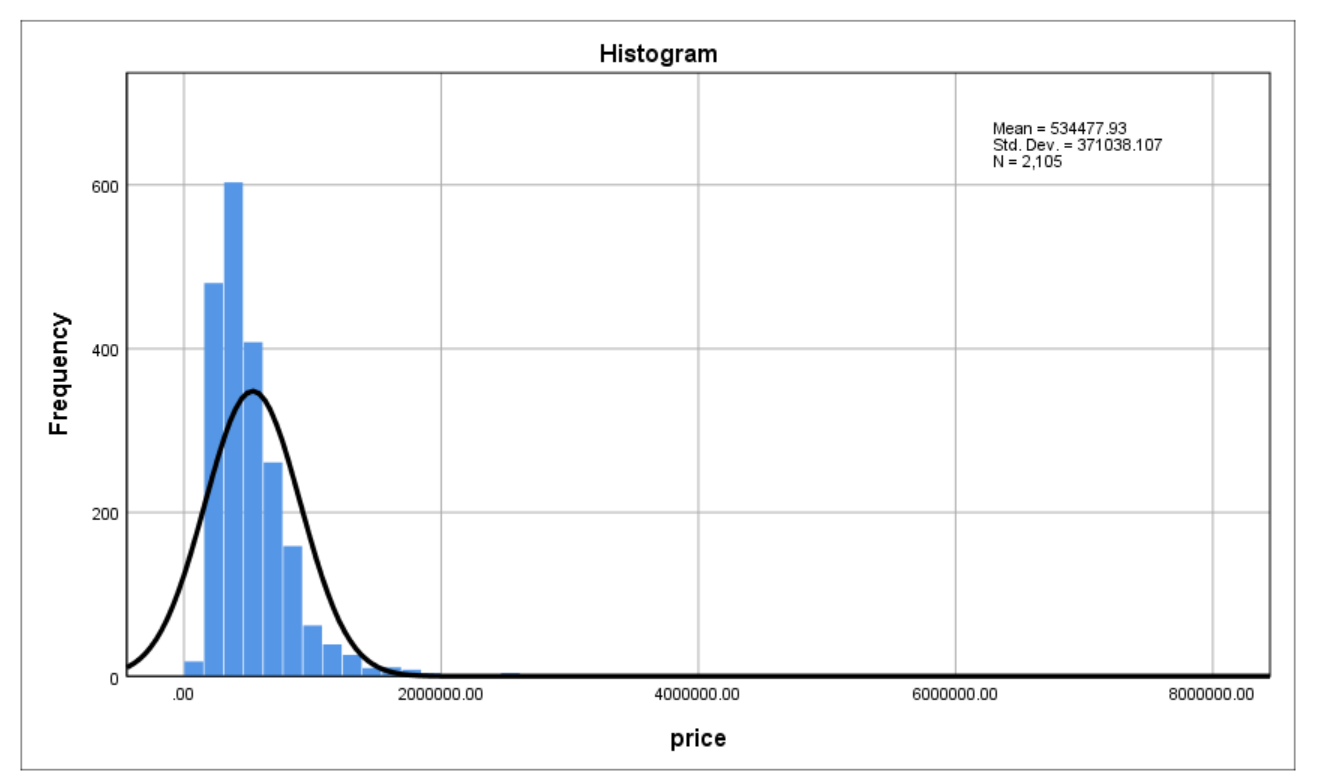 Histogram
Mean = 534477.93
Std. Dev. = 371038.107
N = 2,105
600
400
200
0
Frequency
.00
2000000.00
4000000.00
6000000.00
8000000.00
price